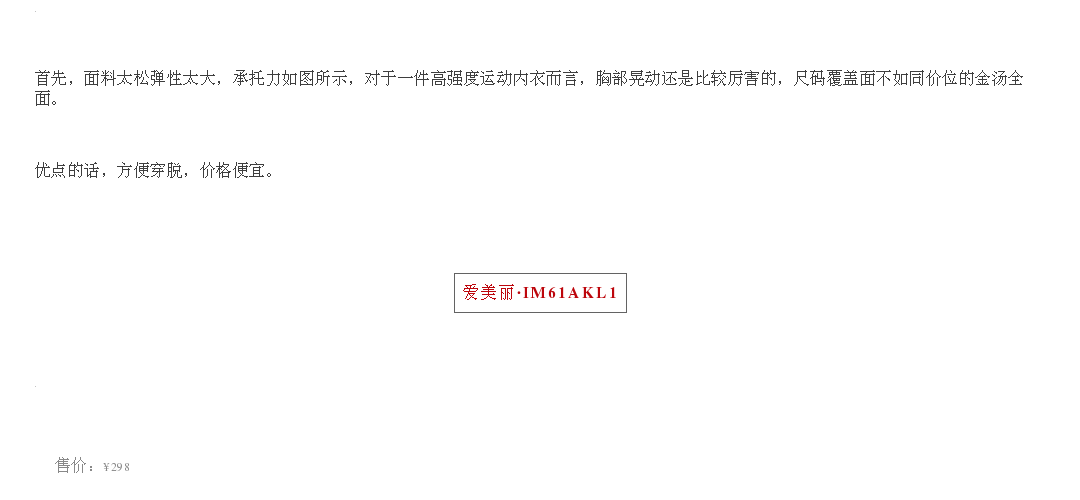 首先，面料太松弹性太大，承托力如图所示，对于一件高强度运动内衣而言，胸部晃动还是比较厉害的，尺码覆盖面不如同价位的金汤全
面。
优点的话，方便穿脱，价格便宜。
爱美丽·IM61AKL1
售价：¥298